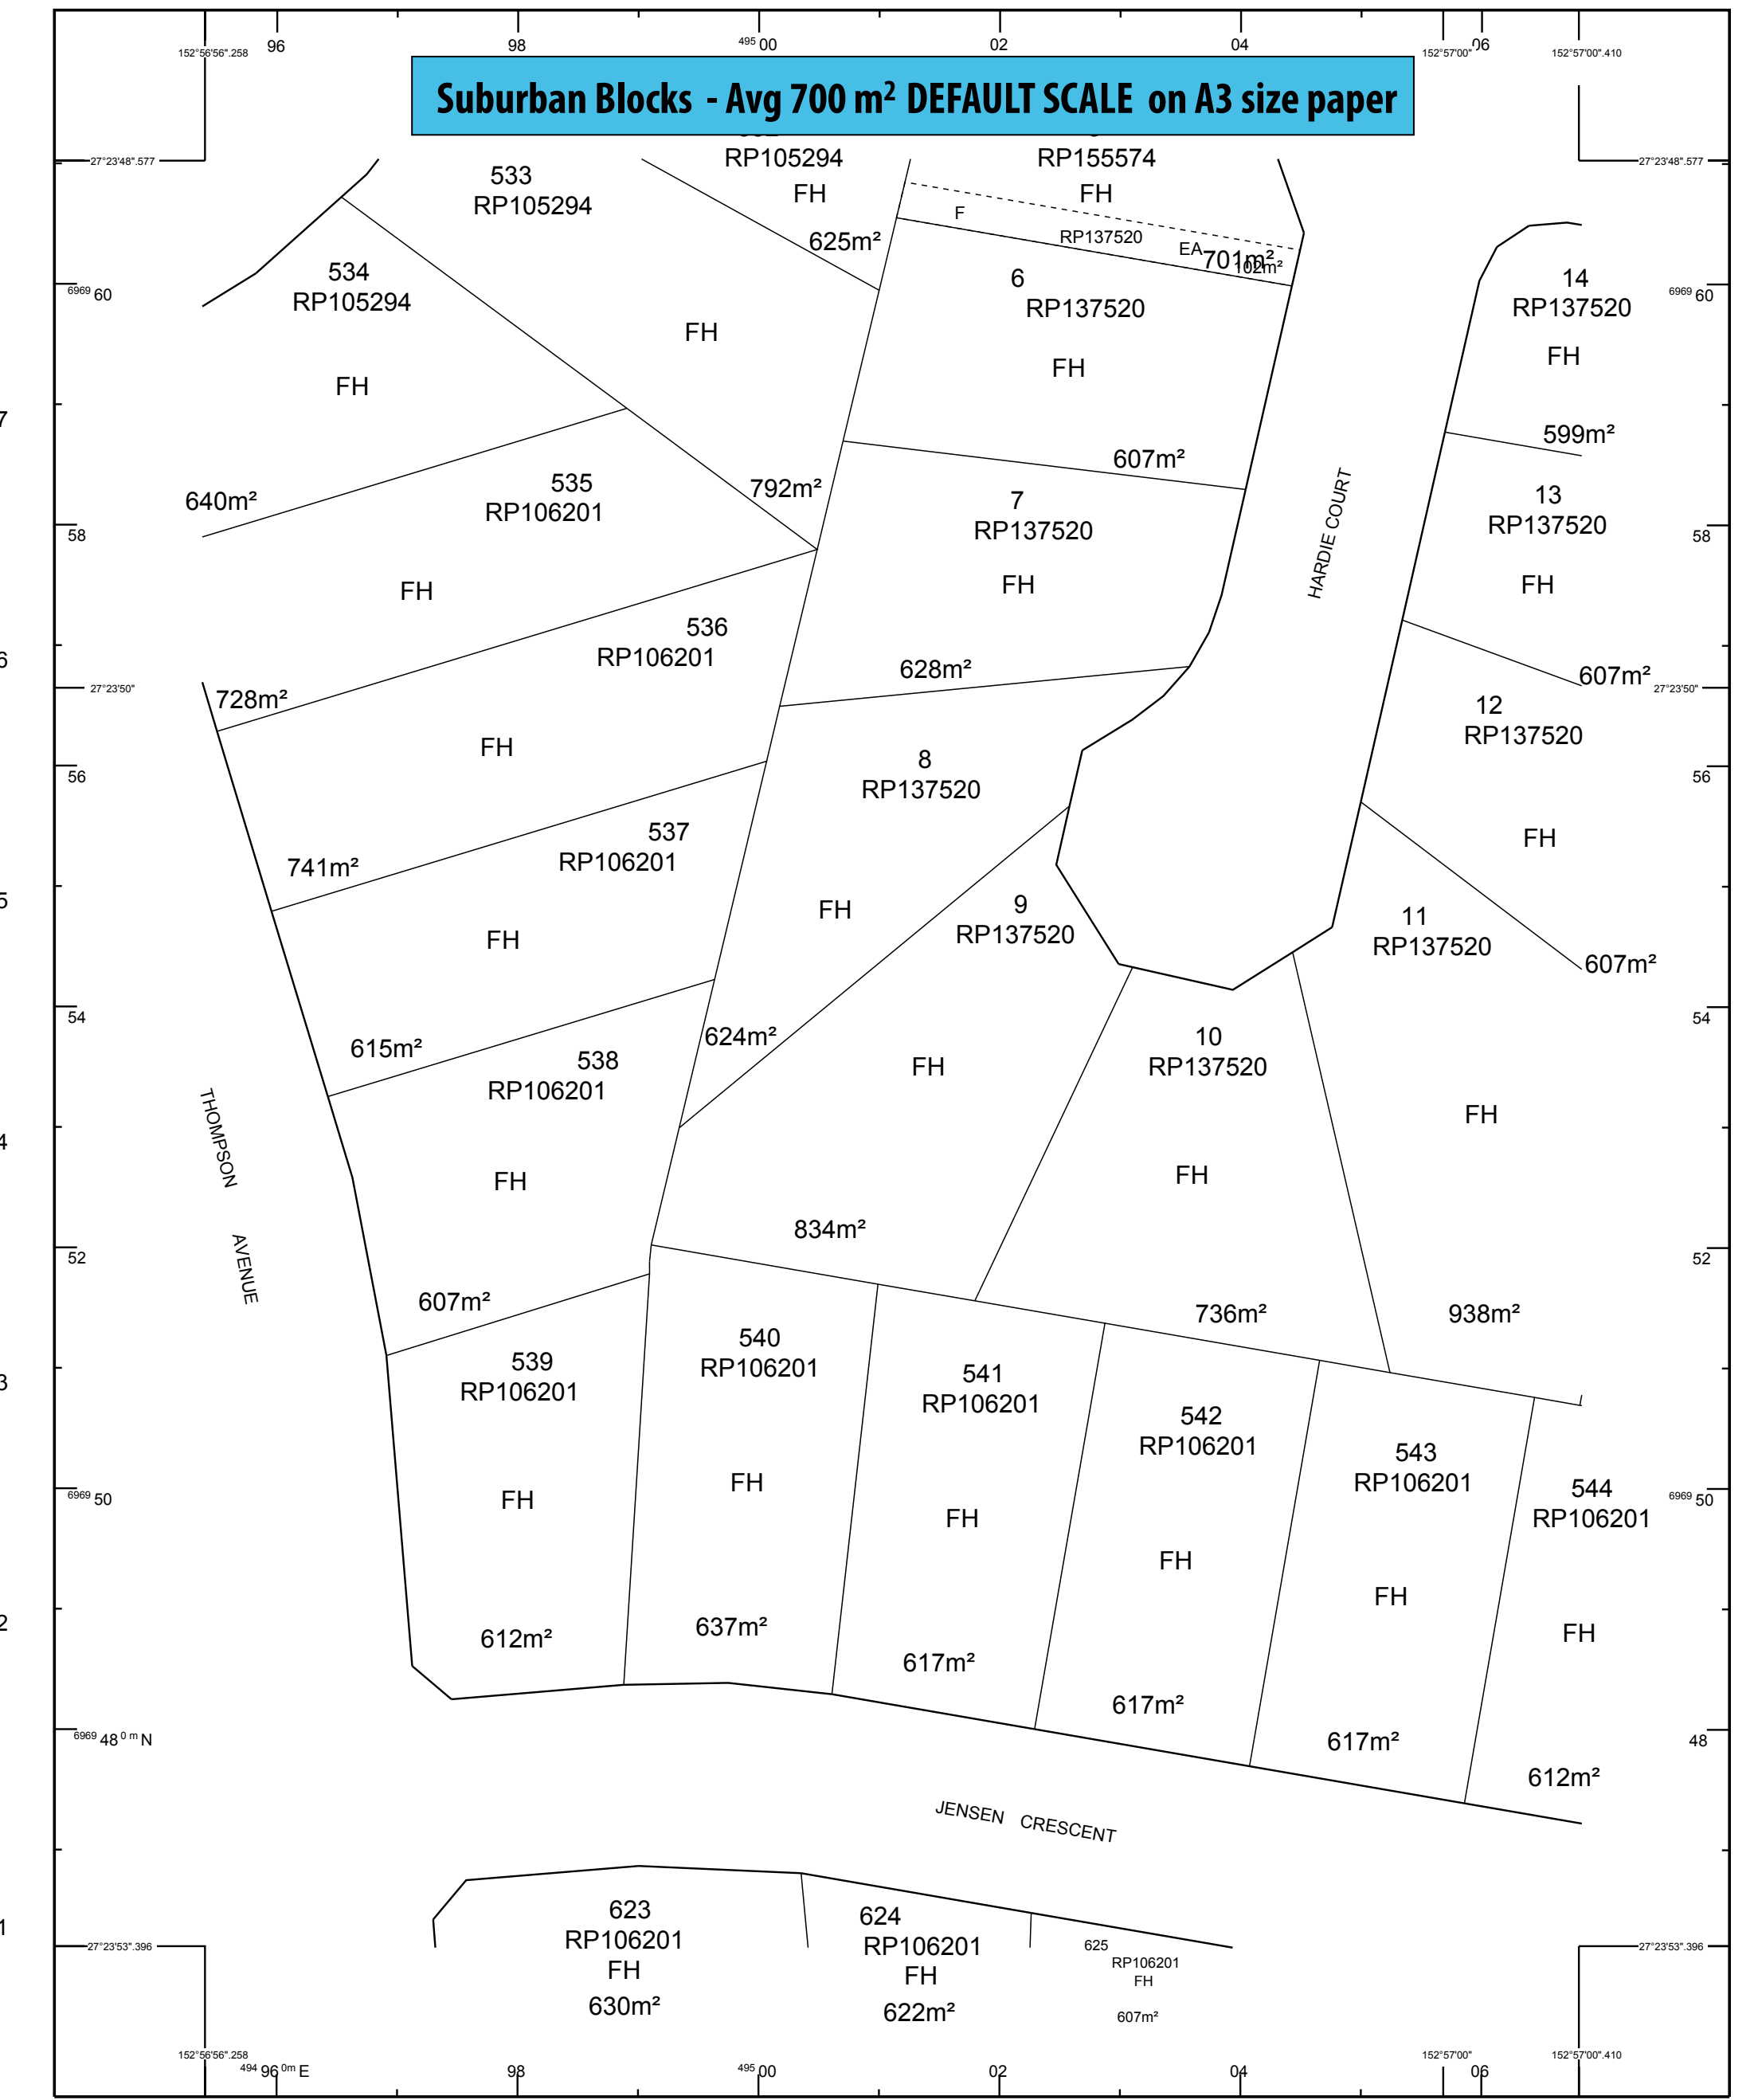 96
98
495 00
02
04
06
152°56'56".258
152°57'00"
152°57'00".410
Suburban Blocks - Avg 700 m² DEFAULT SCALE on A3 size paper
27°23'48".577
27°23'48".577
RP105294
FH
625m²
RP155574
FH
F
RP137520
EA
701m²
102m²
533
RP105294
FH
792m²
534
RP105294
FH
640m²
6969 60
6969 60
6
RP137520
FH
607m²
14
RP137520
FH
599m²
7
535
RP106201
FH
728m²
7
RP137520
FH
628m²
HARDIE COURT
13
RP137520
FH
607m²
58
58
6
536
RP106201
FH
741m²
27°23'50"
27°23'50"
8
RP137520
FH
624m²
12
RP137520
FH
607m²
56
56
5
537
RP106201
FH
615m²
9
RP137520
FH
834m²
11
RP137520
FH
938m²
54
54
538
RP106201
FH
607m²
10
RP137520
FH
736m²
4
THOMPSON AVENUE
52
52
3
539
RP106201
FH
612m²
540
RP106201
FH
637m²
541
RP106201
FH
617m²
542
RP106201
FH
617m²
543
RP106201
FH
617m²
544
RP106201
FH
612m²
6969 50
6969 50
2
6969 48 0 m N
48
JENSEN CRESCENT
1
623
RP106201
FH
630m²
624
RP106201
FH
622m²
625
RP106201
FH
607m²
27°23'53".396
27°23'53".396
152°56'56".258
152°57'00"
152°57'00".410
494 96 0m E
98
495 00
02
04
06